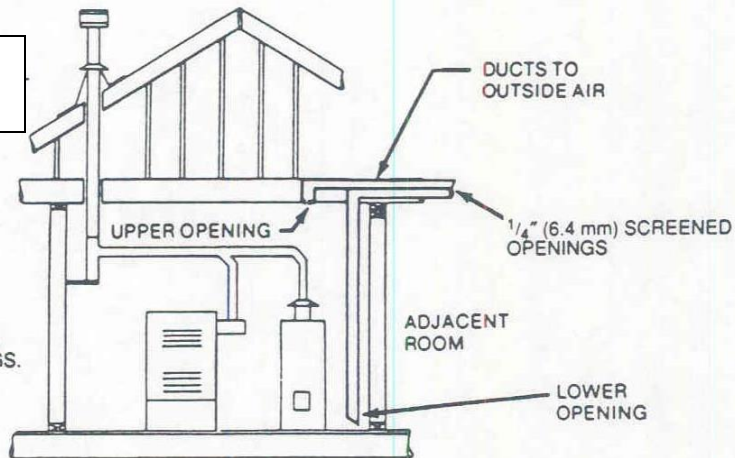 DUCTS TO
OUTSIDE AIR
UPPER OPENING
1/4" (6.4 mm) SCREENED
OPENINGS
ADJACENT
ROOM
LOWER
OPENING